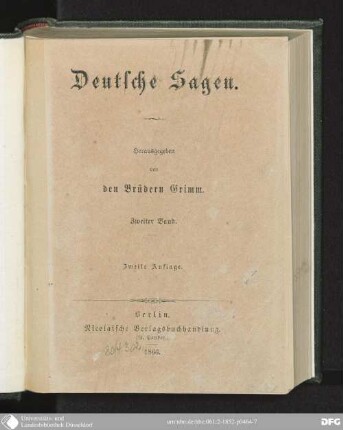 Deutsche Sagen.
Herausgegeben
von
den Brüdern Grimm.
Zweiter Band.
Zweite Auflage.
Berlin.
Nicolaische Verlagsbuchhandlung.
1866.
Universitäts- und
Landesbibliothek Düsseldorf
DFG